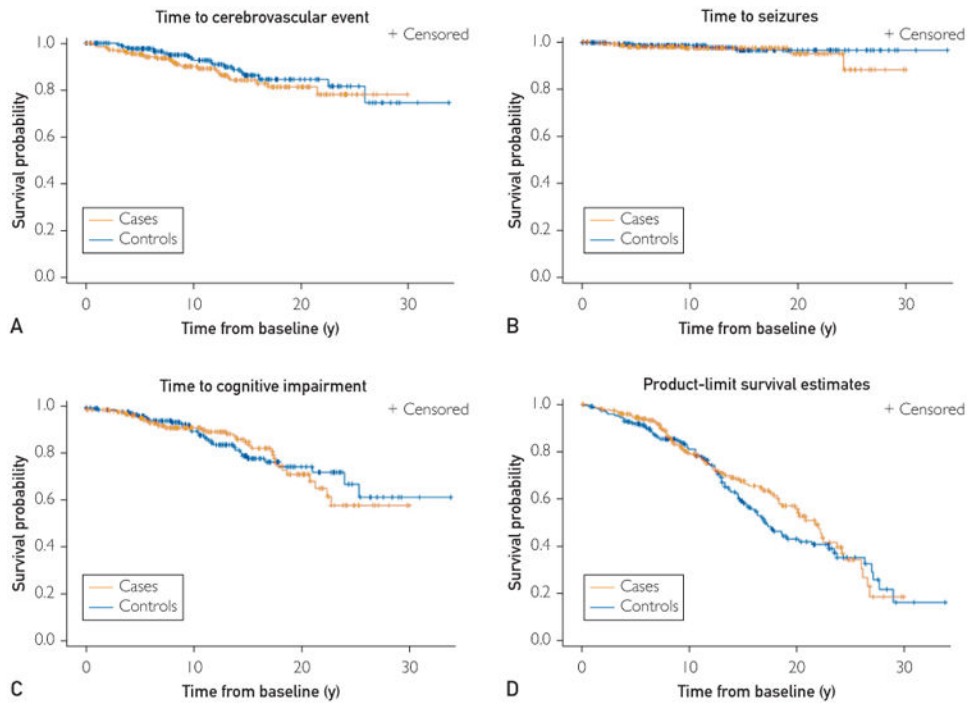 Time to cerebrovascular event
+ Censored
1.0
0.8
0.6
0.4
0.2
0.0
Survival probability
Cases
Controls
0 10 20 30
Time from baseline (y)
A
Time to seizures
+ Censored
1.0
0.8
0.6
0.4
0.2
0.0
Survival probability
Cases
Controls
0 10 20 30
Time from baseline (y)
B
Time to cognitive impairment
+ Censored
1.0
0.8
0.6
0.4
0.2
0.0
Survival probability
Cases
Controls
0 10 20 30
Time from baseline (y)
C
Product-limit survival estimates
+ Censored
1.0
0.8
0.6
0.4
0.2
0.0
Survival probability
Cases
Controls
0 10 20 30
Time from baseline (y)
D